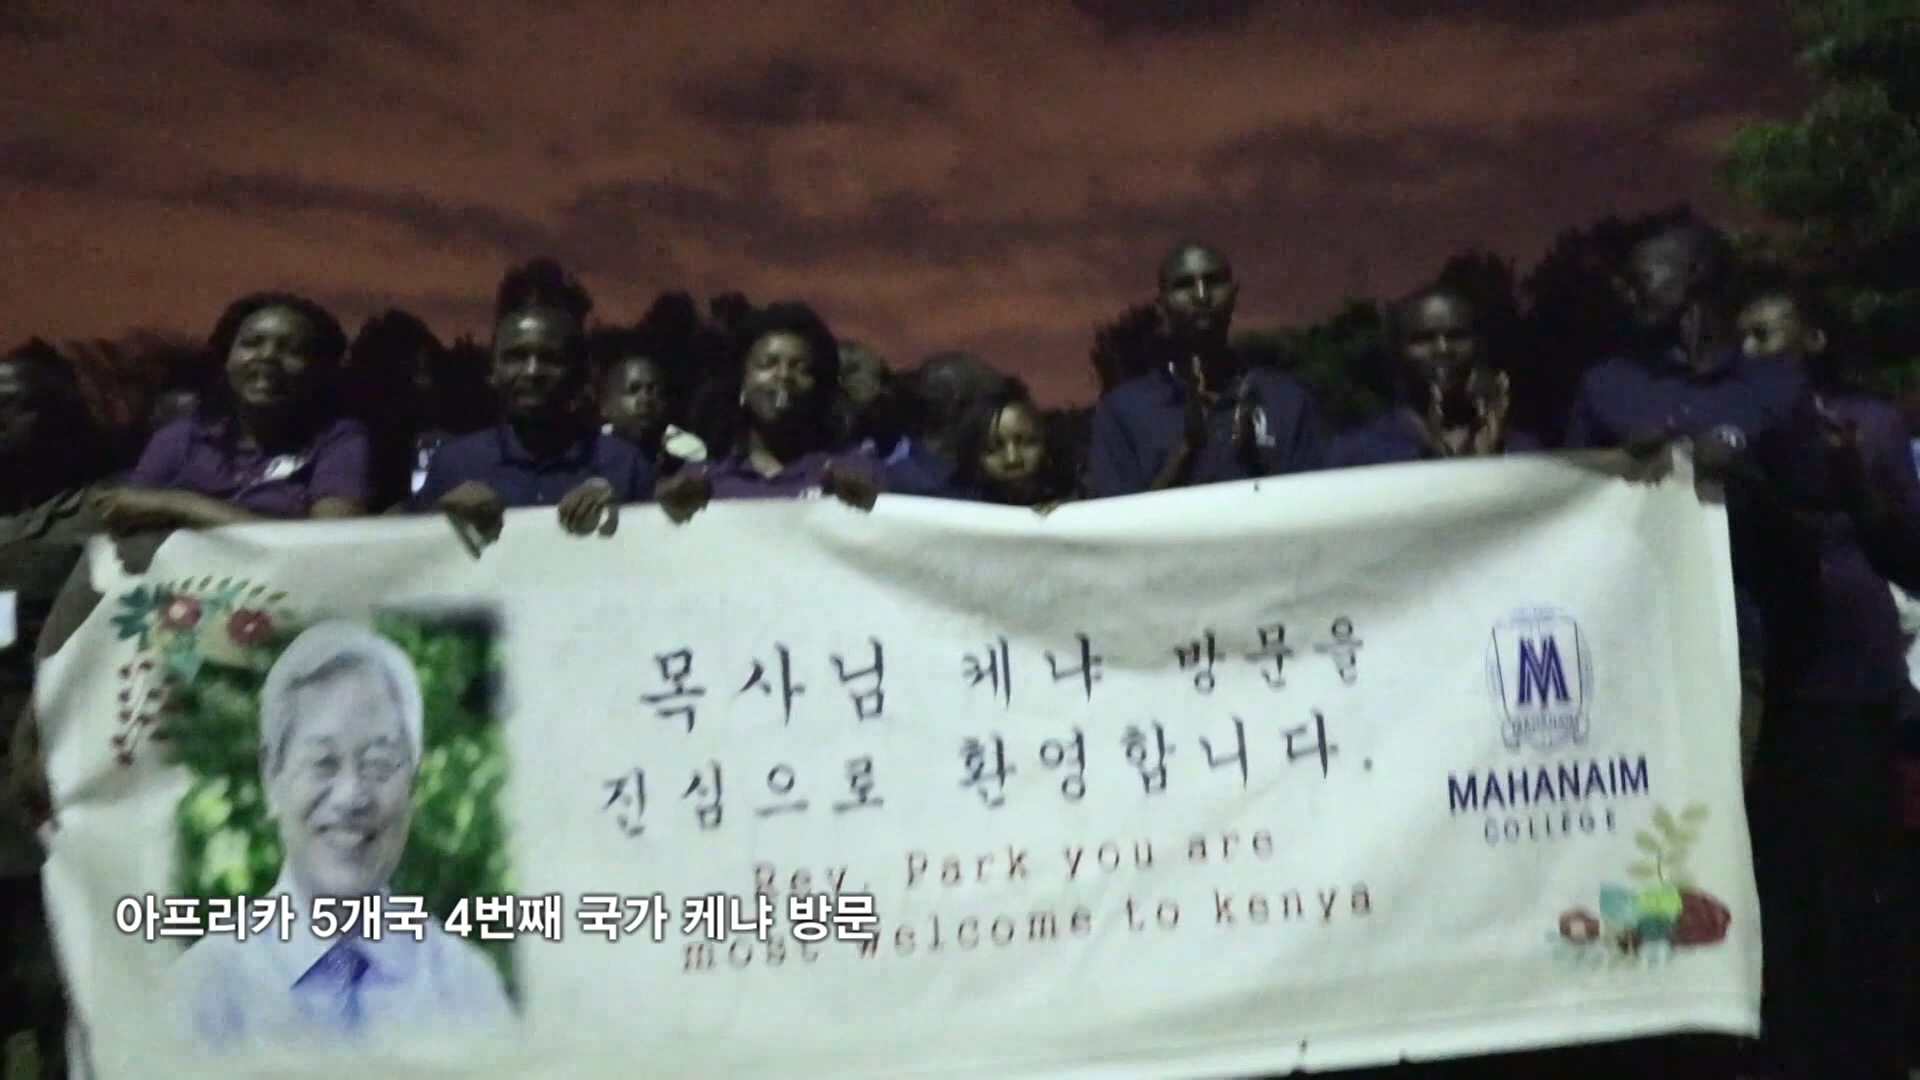 목사님 케냐 방문을
진심으로 환영합니다.
Rev. Park you are
most welcome to kenya
MAHANAIM
MAHANAIM
COLLEGE
아프리카 5개국 4번째 국가 케냐 방문